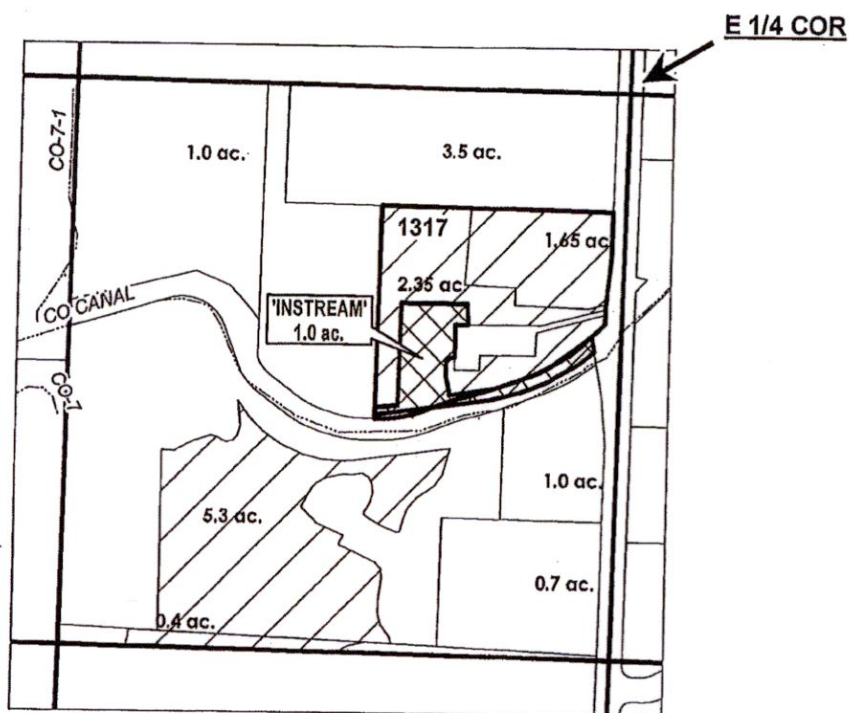 E 1/4 COR
CO-7-1
1.0 ac.
3.5 ac.
1317
1.65 ac
2.35 ac.
CO CANAL
'INSTREAM'
1.0 ac.
CO-7
1.0 ac.
5.3 ac.
0.7 ac.
0.4 ac.